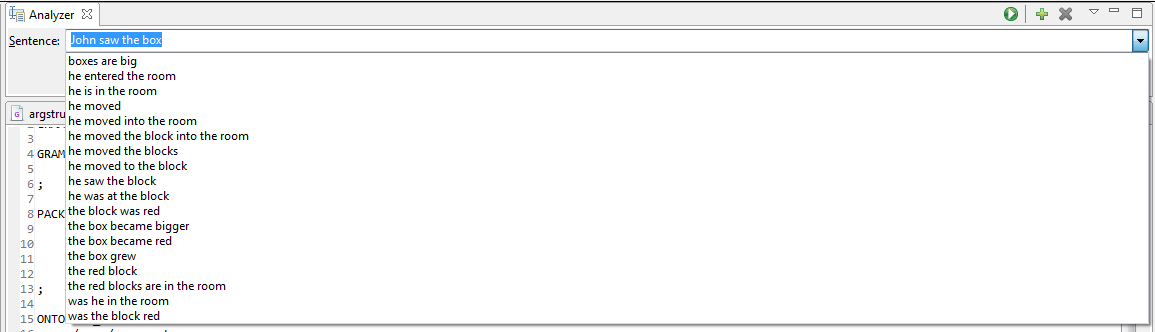 Analyzer
Sentence: John saw the box
boxes are big
he entered the room
he is in the room
he moved
he moved into the room
he moved the block into the room
he moved the blocks
he moved to the block
he saw the block
he was at the block
the block was red
the box became bigger
the box became red
the box grew
the red block
the red blocks are in the room
was he in the room
was the block red
argstru
3
4 GRAM
5
6 ;
7
8 PACK
9
10
11
12
13 ;
14
15 ONTO